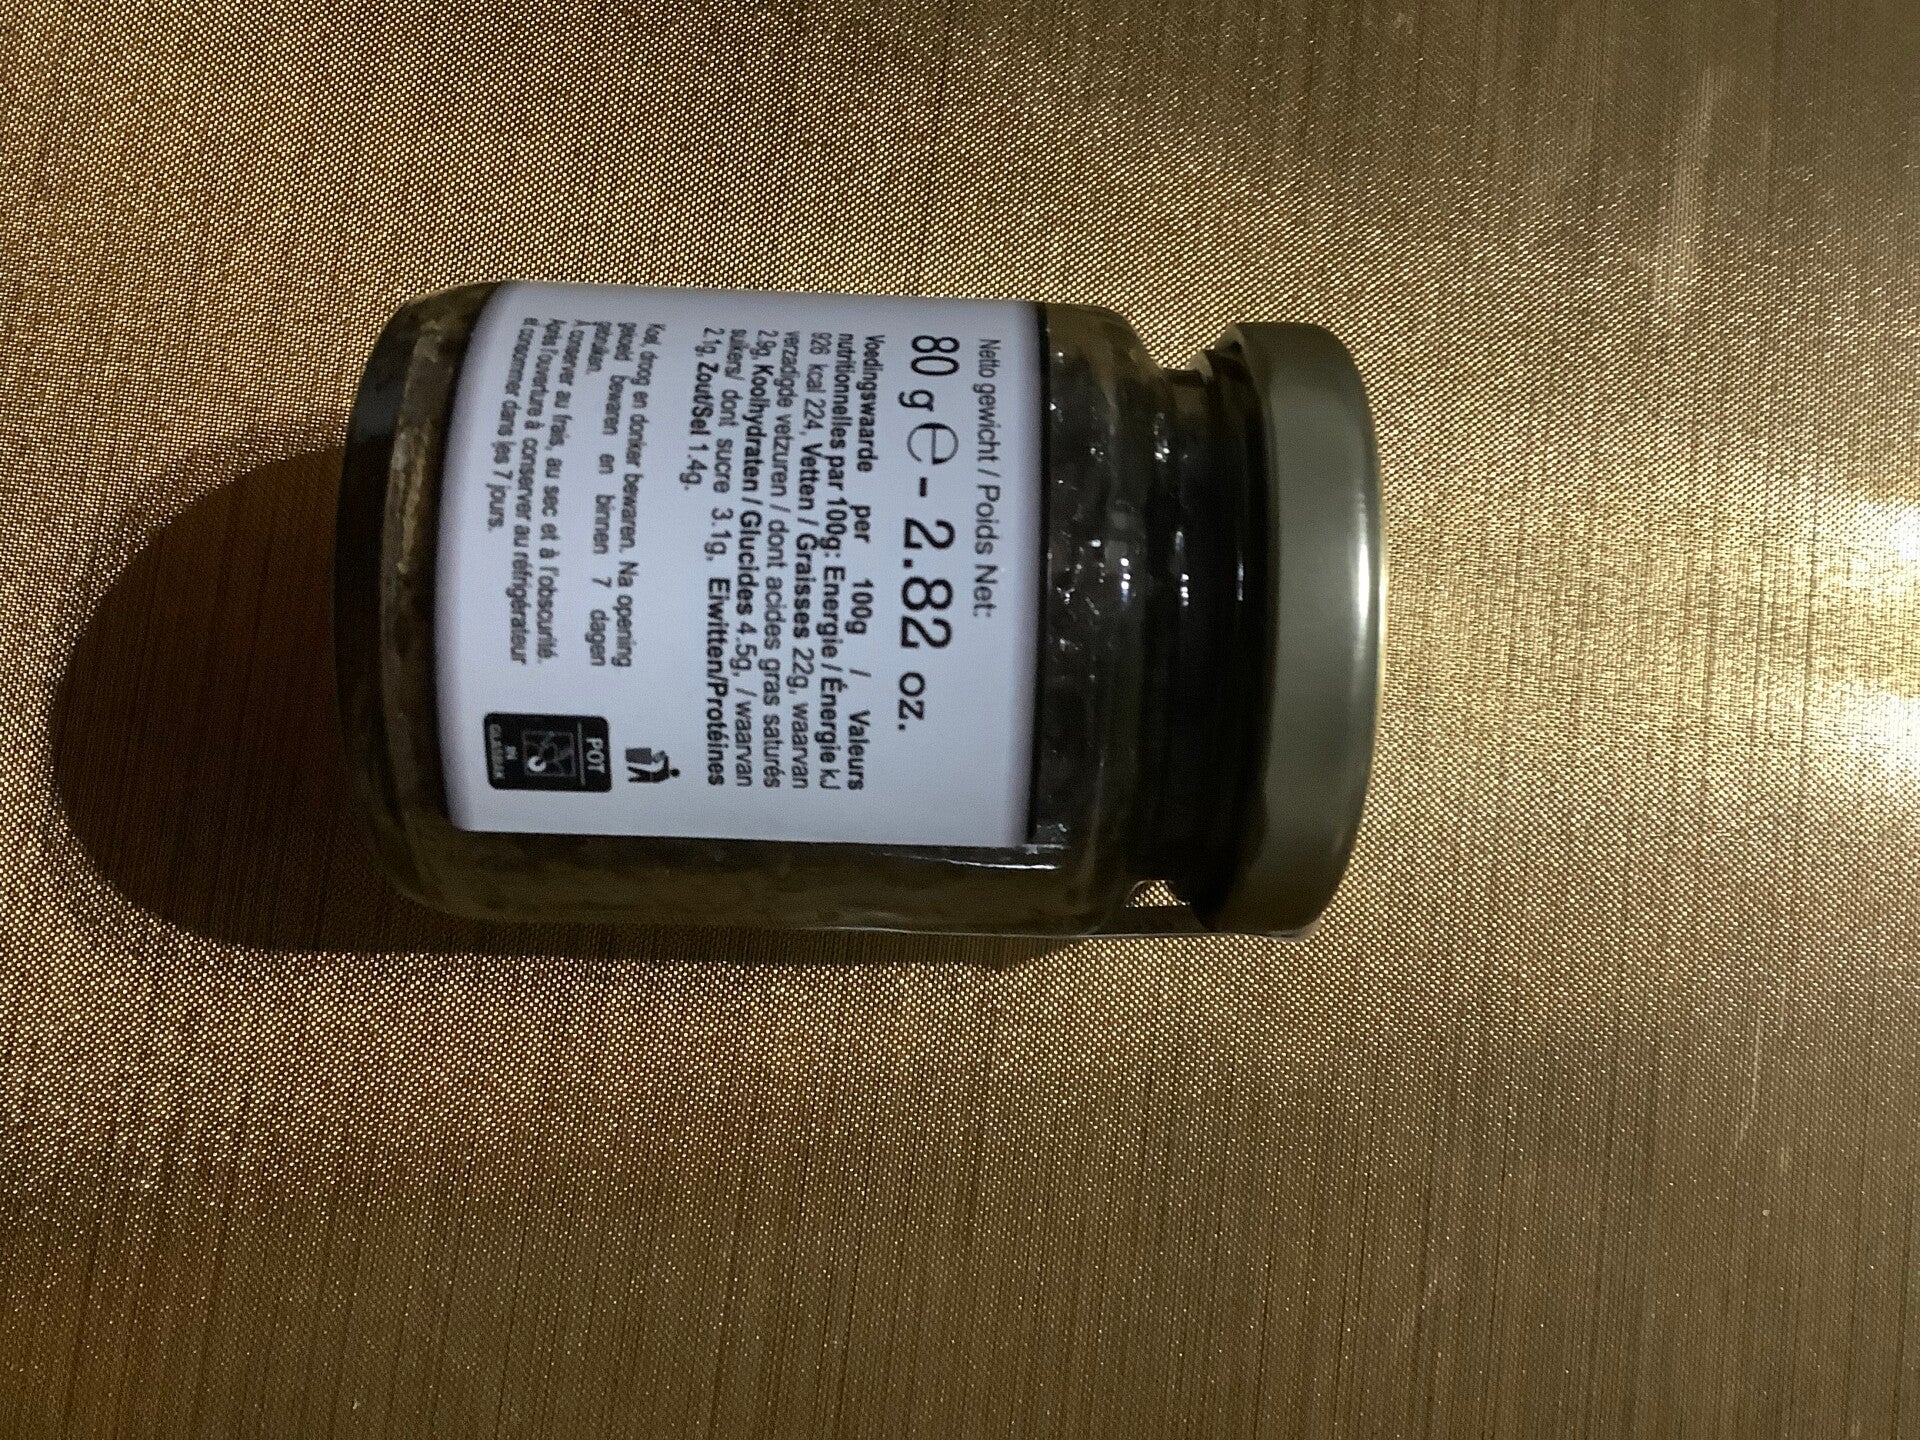 Netto gewicht / Poids Net:
80 g e - 2.82 oz.
Voedingswaarde per 100g / Valeurs
nutritionnelles par 100g: Energie / Énergie kJ
926 kcal 224, Vetten / Graisses 22g, waarvan
verzadigde vetzuren / dont acides gras saturés
2.9g, Koolhydraten / Glucides 4.5g, / waarvan
suikers/ dont sucre 3.1g, Eiwitten/Protéines
2.1g, Zout/Sel 1.4g.
Koel, droog en donker bewaren. Na opening
gekoeld bewaren en binnen 7 dagen
gebruiken.
A conserver au frais, au sec et à l'obscurité.
Après l'ouverture à conserver au réfrigérateur
et consommer dans les 7 jours.
POT
IN
GLASBAK